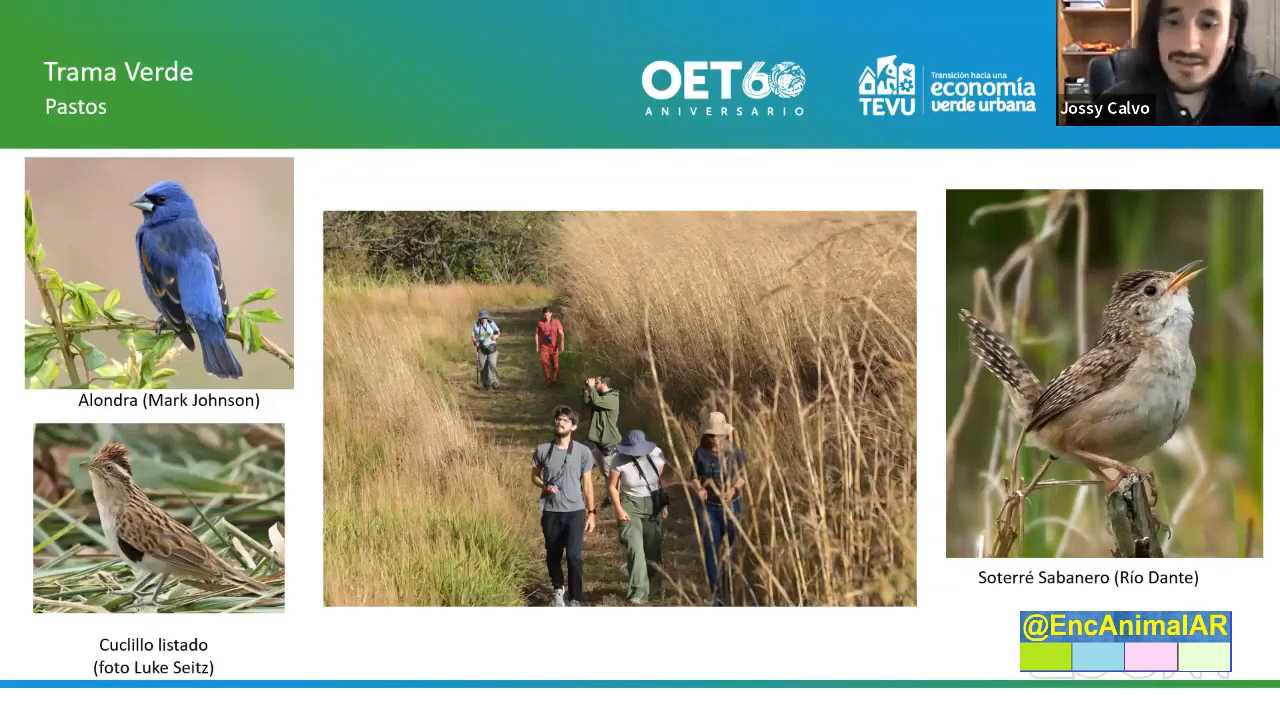 Trama Verde
Pastos
OET60
ANIVERSARIO
TEVU
Transición hacia una
economía
verde urbana
Jossy Calvo
Alondra (Mark Johnson)
Cuclillo listado
(foto Luke Seitz)
Soterré Sabanero (Río Dante)
@EncAnimalAR